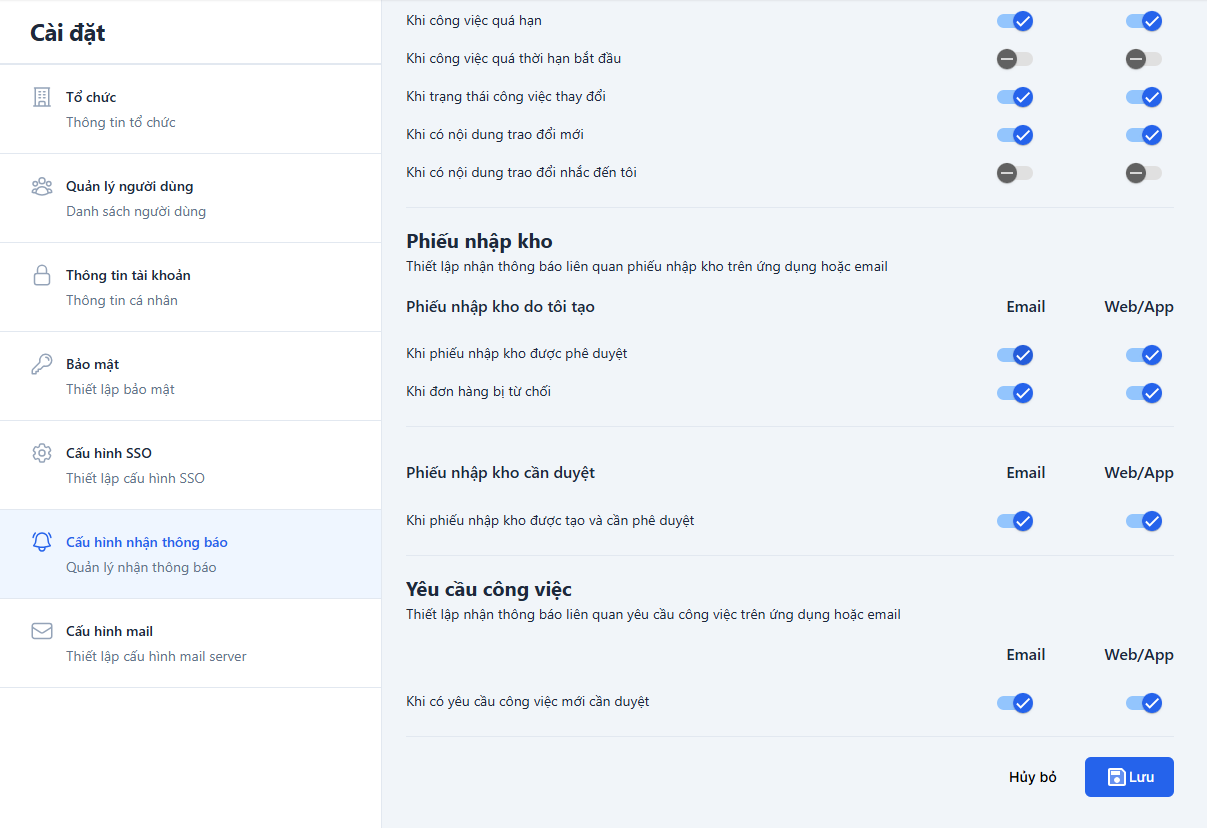 Cài đặt
Tổ chức
Thông tin tổ chức
Quản lý người dùng
Danh sách người dùng
Thông tin tài khoản
Thông tin cá nhân
Bảo mật
Thiết lập bảo mật
Cấu hình SSO
Thiết lập cấu hình SSO
Cấu hình nhận thông báo
Quản lý nhận thông báo
Cấu hình mail
Thiết lập cấu hình mail server
Khi công việc quá hạn
Khi công việc quá thời hạn bắt đầu
Khi trạng thái công việc thay đổi
Khi có nội dung trao đổi mới
Khi có nội dung trao đổi nhắc đến tôi
Phiếu nhập kho
Thiết lập nhận thông báo liên quan phiếu nhập kho trên ứng dụng hoặc email
Phiếu nhập kho do tôi tạo Email Web/App
Khi phiếu nhập kho được phê duyệt
Khi đơn hàng bị từ chối
Phiếu nhập kho cần duyệt Email Web/App
Khi phiếu nhập kho được tạo và cần phê duyệt
Yêu cầu công việc
Thiết lập nhận thông báo liên quan yêu cầu công việc trên ứng dụng hoặc email
Email Web/App
Khi có yêu cầu công việc mới cần duyệt
Hủy bỏ Lưu